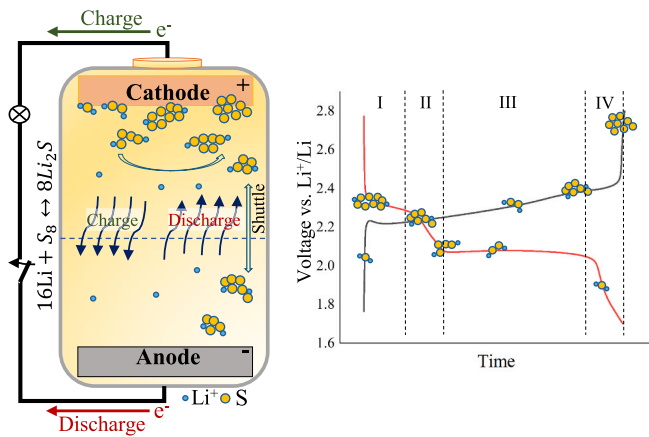 Charge
e⁻
Cathode +
16Li + S₈ ↔ 8Li₂S
Charge
Discharge
Shuttle
Anode -
Li⁺ S
e⁻
Discharge
I II III IV
Voltage vs. Li⁺/Li
2.8
2.6
2.4
2.2
2.0
1.8
1.6
Time